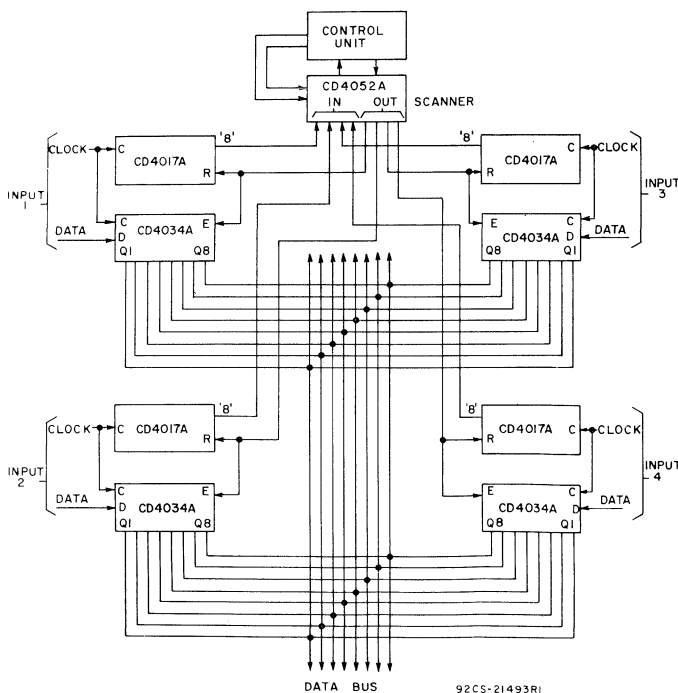 CONTROL
UNIT
CD4052A
IN OUT
SCANNER
'8'
'8'
CLOCK
C
CD4017A
R
CD4017A
C
R
CLOCK
INPUT
1
INPUT
3
C
D
CD4034A
E
Q1 Q8
DATA
E
CD4034A
C
D
Q8 Q1
DATA
'8'
'8'
CLOCK
C
CD4017A
R
CD4017A
C
R
CLOCK
INPUT
2
INPUT
4
C
D
CD4034A
E
Q1 Q8
DATA
E
CD4034A
C
D
Q8 Q1
DATA
DATA BUS
92CS-21493R1